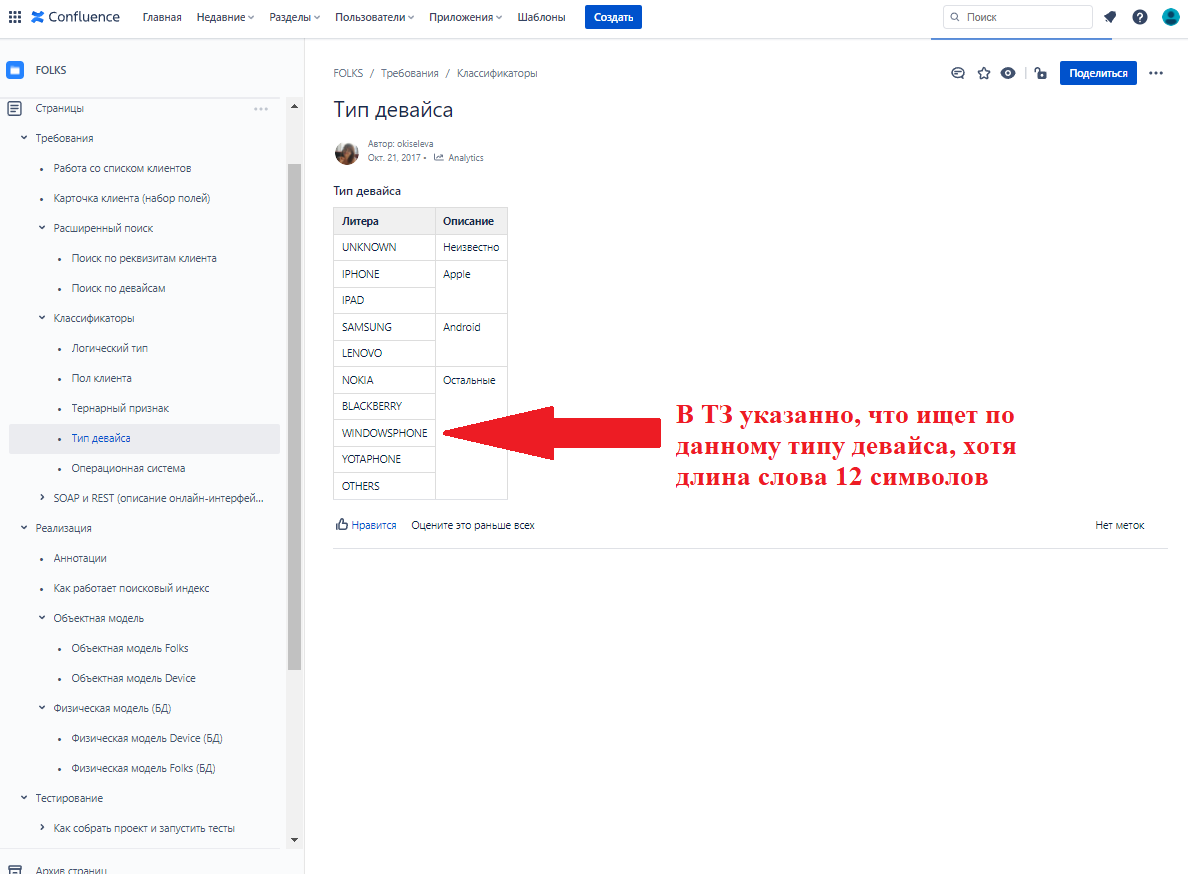 Confluence Главная Недавние Разделы Пользователи Приложения Шаблоны Создать Поиск
FOLKS
Страницы
Требования
Работа со списком клиентов
Карточка клиента (набор полей)
Расширенный поиск
Поиск по реквизитам клиента
Поиск по девайсам
Классификаторы
Логический тип
Пол клиента
Тернарный признак
Тип девайса
Операционная система
SOAP и REST (описание онлайн-интерфей...
Реализация
Аннотации
Как работает поисковый индекс
Объектная модель
Объектная модель Folks
Объектная модель Device
Физическая модель (БД)
Физическая модель Device (БД)
Физическая модель Folks (БД)
Тестирование
Как собрать проект и запустить тесты
Архив страниц
FOLKS / Требования / Классификаторы
Поделиться
Тип девайса
Автор: okiseleva
Окт. 21, 2017 • Analytics
Тип девайса
Литера Описание
UNKNOWN Неизвестно
IPHONE Apple
IPAD
SAMSUNG Android
LENOVO
NOKIA Остальные
BLACKBERRY
WINDOWSPHONE
YOTAPHONE
OTHERS
В ТЗ указанно, что ищет по
данному типу девайса, хотя
длина слова 12 символов
Нравится Оцените это раньше всех Нет меток